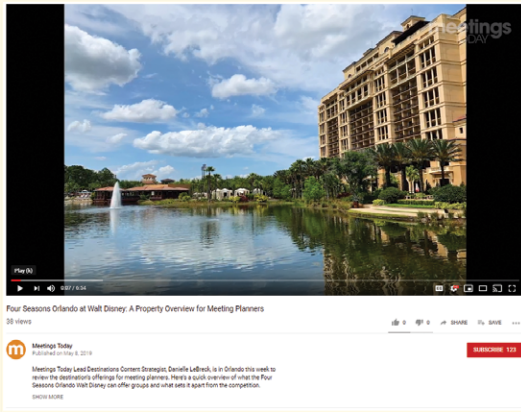 meetings
TODAY
Play (k)
0:07 / 9:34
Four Seasons Orlando at Walt Disney: A Property Overview for Meeting Planners
38 views
0 0 SHARE SAVE
m
Meetings Today
Published on May 8, 2019
SUBSCRIBE 123
Meetings Today Lead Destinations Content Strategist, Danielle LeBreck, is in Orlando this week to
review the destination's offerings for meeting planners. Here's a quick overview of what the Four
Seasons Orlando Walt Disney can offer groups and what sets it apart from the competition.
SHOW MORE